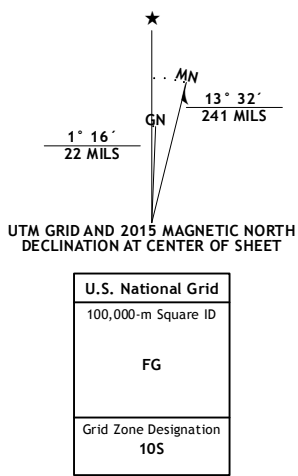 ★
MN
GN
13° 32´
241 MILS
1° 16´
22 MILS
UTM GRID AND 2015 MAGNETIC NORTH
DECLINATION AT CENTER OF SHEET
U.S. National Grid
100,000-m Square ID
FG
Grid Zone Designation
10S